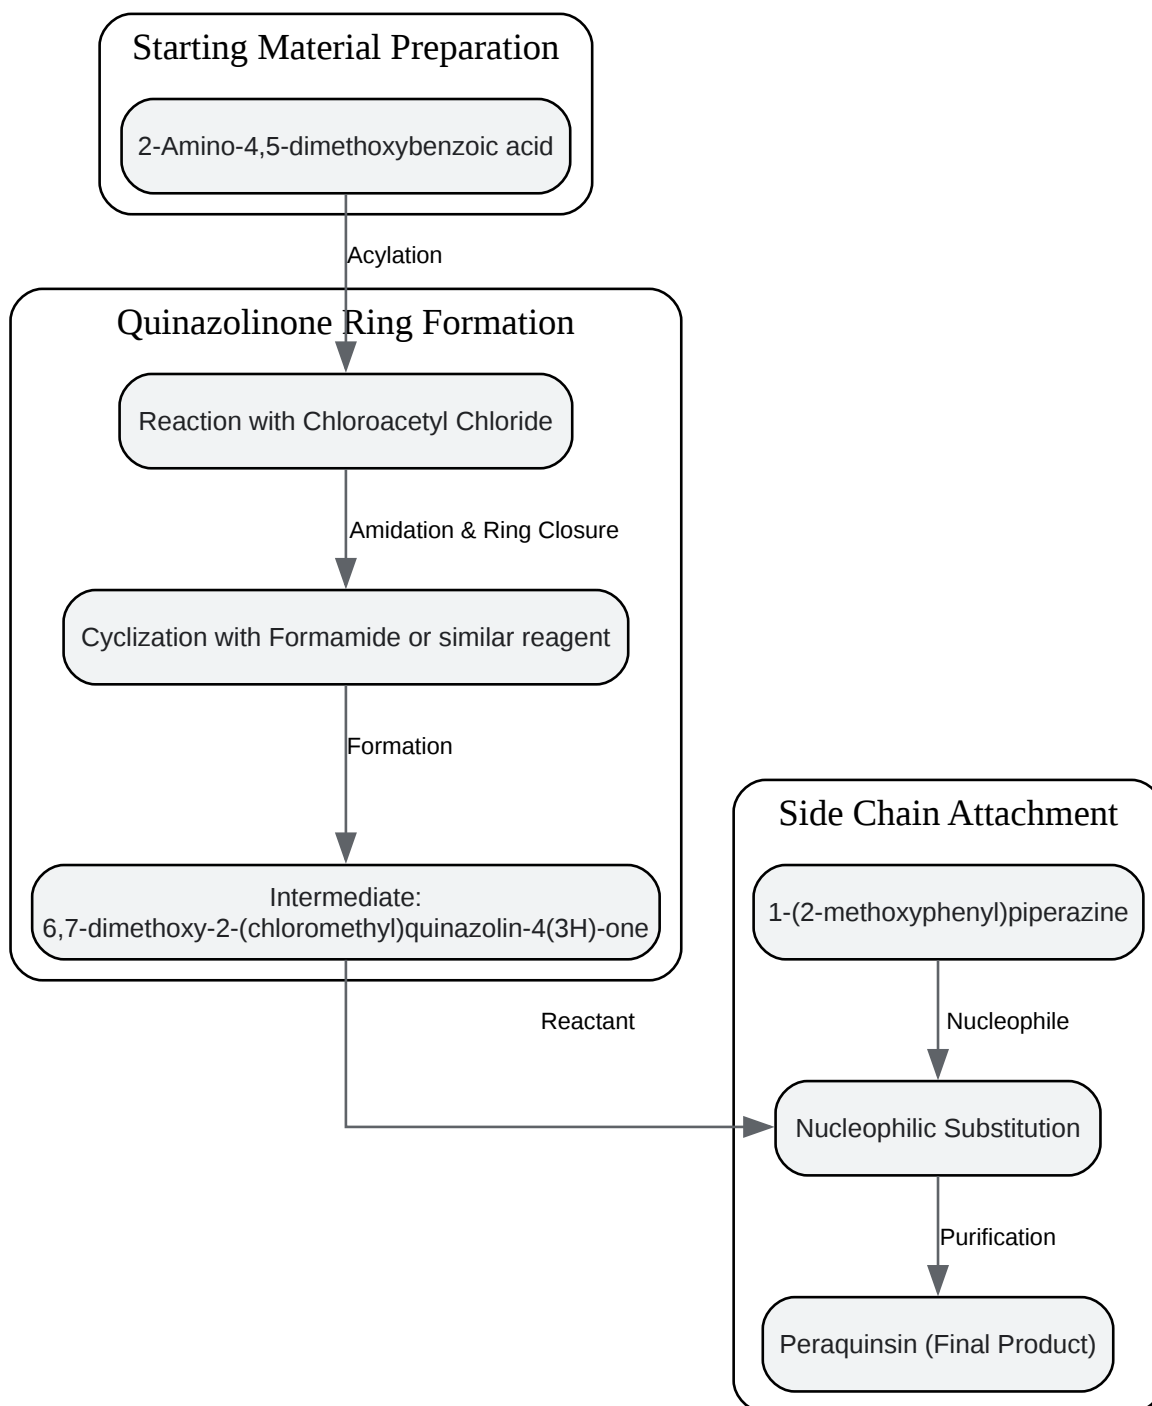 Starting Material Preparation
2-Amino-4,5-dimethoxybenzoic acid
Acylation
Quinazolinone Ring Formation
Reaction with Chloroacetyl Chloride
Amidation & Ring Closure
Cyclization with Formamide or similar reagent
Formation
Intermediate:
6,7-dimethoxy-2-(chloromethyl)quinazolin-4(3H)-one
Reactant
Side Chain Attachment
1-(2-methoxyphenyl)piperazine
Nucleophile
Nucleophilic Substitution
Purification
Peraquinsin (Final Product)